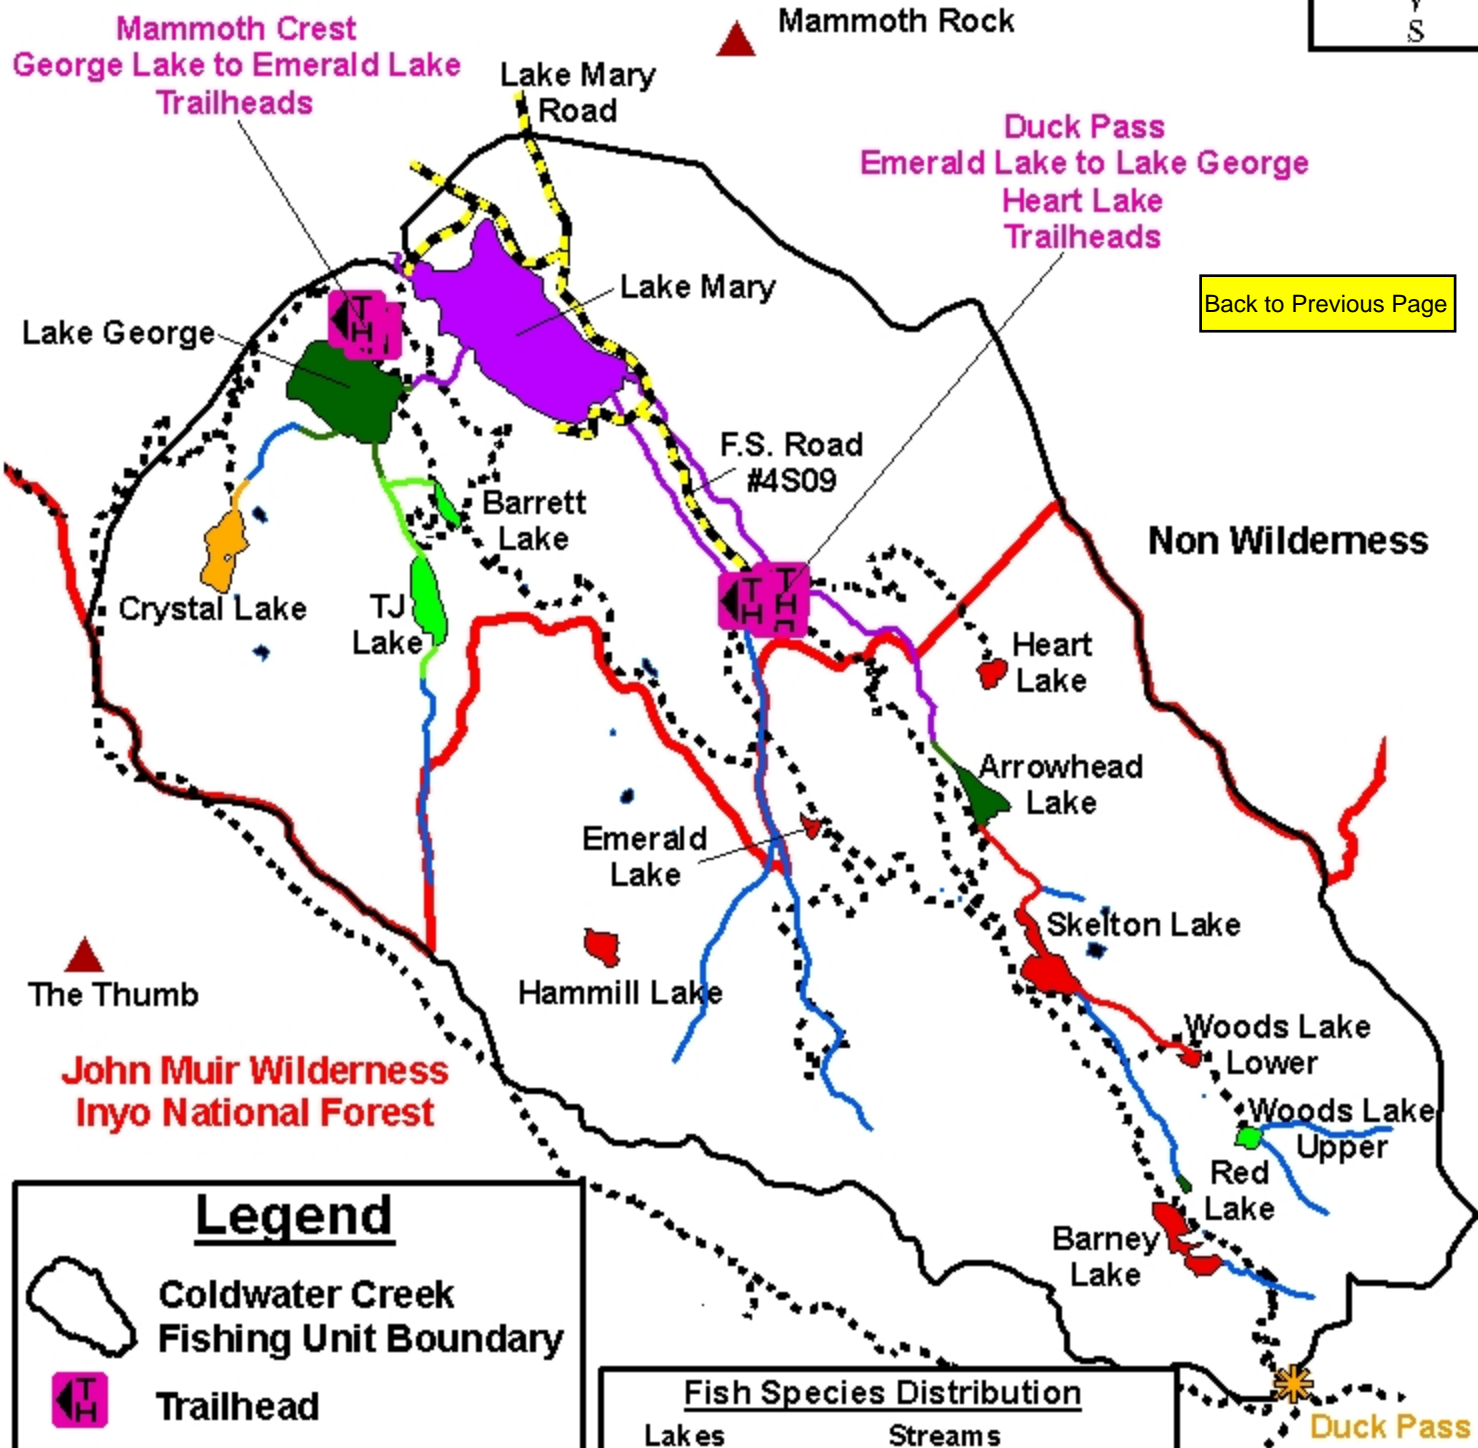 Mammoth Crest
George Lake to Emerald Lake
Trailheads
Mammoth Rock
S
Lake Mary
Road
Duck Pass
Emerald Lake to Lake George
Heart Lake
Trailheads
Back to Previous Page
Lake Mary
Lake George
TH
F.S. Road
#4S09
Barrett
Lake
Non Wilderness
Crystal Lake
TJ
Lake
TH
TH
Heart
Lake
Arrowhead
Lake
Emerald
Lake
Skelton Lake
Hammill Lake
The Thumb
Woods Lake
Lower
John Muir Wilderness
Inyo National Forest
Woods Lake
Upper
Red
Lake
Barney
Lake
Legend
Coldwater Creek
Fishing Unit Boundary
TH
Trailhead
Fish Species Distribution
Lakes Streams
Duck Pass